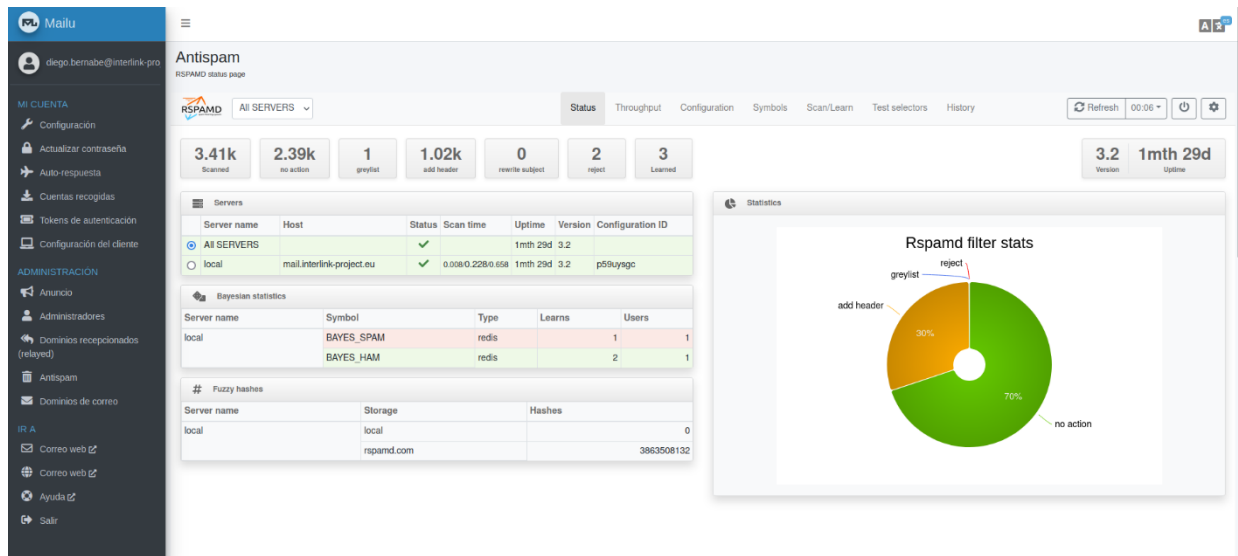 Mailu
diego.bernabe@interlink-pro
MI CUENTA
Configuración
Actualizar contraseña
Auto-respuesta
Cuentas recogidas
Tokens de autenticación
Configuración del cliente
ADMINISTRACIÓN
Anuncio
Administradores
Dominios recepcionados
(relayed)
Antispam
Dominios de correo
IR A
Correo web
Correo web
Ayuda
Salir
Antispam
RSPAMD status page
RSPAMD All SERVERS Status Throughput Configuration Symbols Scan/Learn Test selectors History Refresh 00:06
3.41k 2.39k 1 1.02k 0 2 3 3.2 1mth 29d
Scanned no action greylist add header rewrite subject reject Learned Version Uptime
Servers
Server name Host Status Scan time Uptime Version Configuration ID
All SERVERS 1mth 29d 3.2
local mail.interlink-project.eu 0.008/0.228/0.658 1mth 29d 3.2 p59uysgc
Bayesian statistics
Server name Symbol Type Learns Users
local BAYES_SPAM redis 1 1
BAYES_HAM redis 2 1
# Fuzzy hashes
Server name Storage Hashes
local local 0
rspamd.com 3863508132
Statistics
Rspamd filter stats
reject
greylist
add header
30%
70%
no action